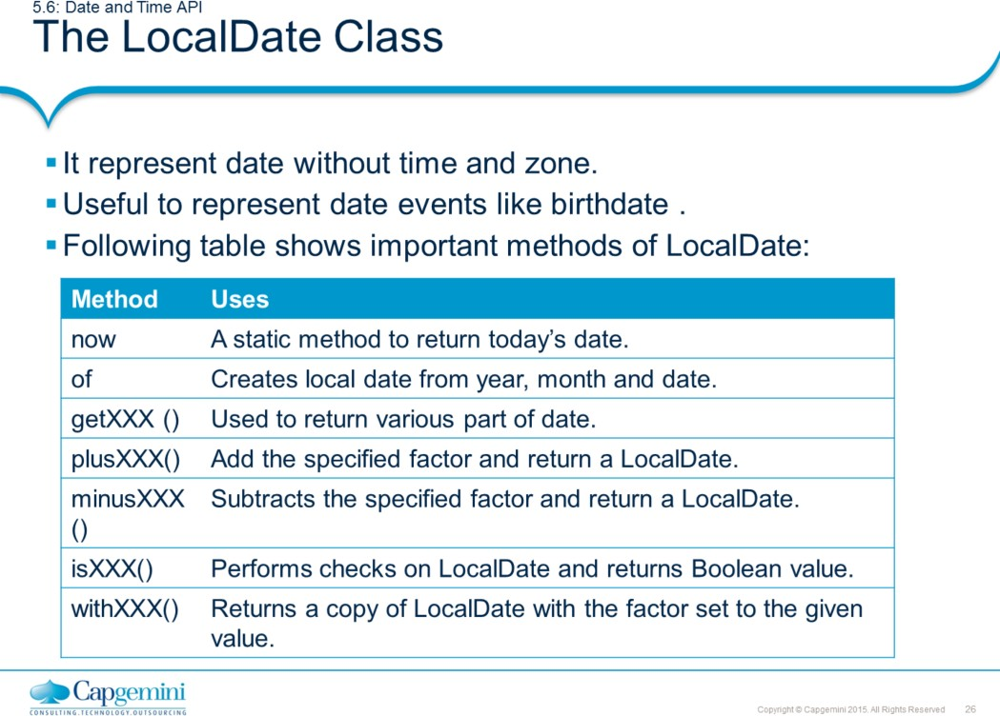 5.6: Date and Time API
The LocalDate Class
It represent date without time and zone.
Useful to represent date events like birthdate .
Following table shows important methods of LocalDate:
Method Uses
now A static method to return today’s date.
of Creates local date from year, month and date.
getXXX () Used to return various part of date.
plusXXX() Add the specified factor and return a LocalDate.
minusXXX Subtracts the specified factor and return a LocalDate.
()
isXXX() Performs checks on LocalDate and returns Boolean value.
withXXX() Returns a copy of LocalDate with the factor set to the given
value.
Capgemini
CONSULTING.TECHNOLOGY.OUTSOURCING
Copyright © Capgemini 2015. All Rights Reserved 26